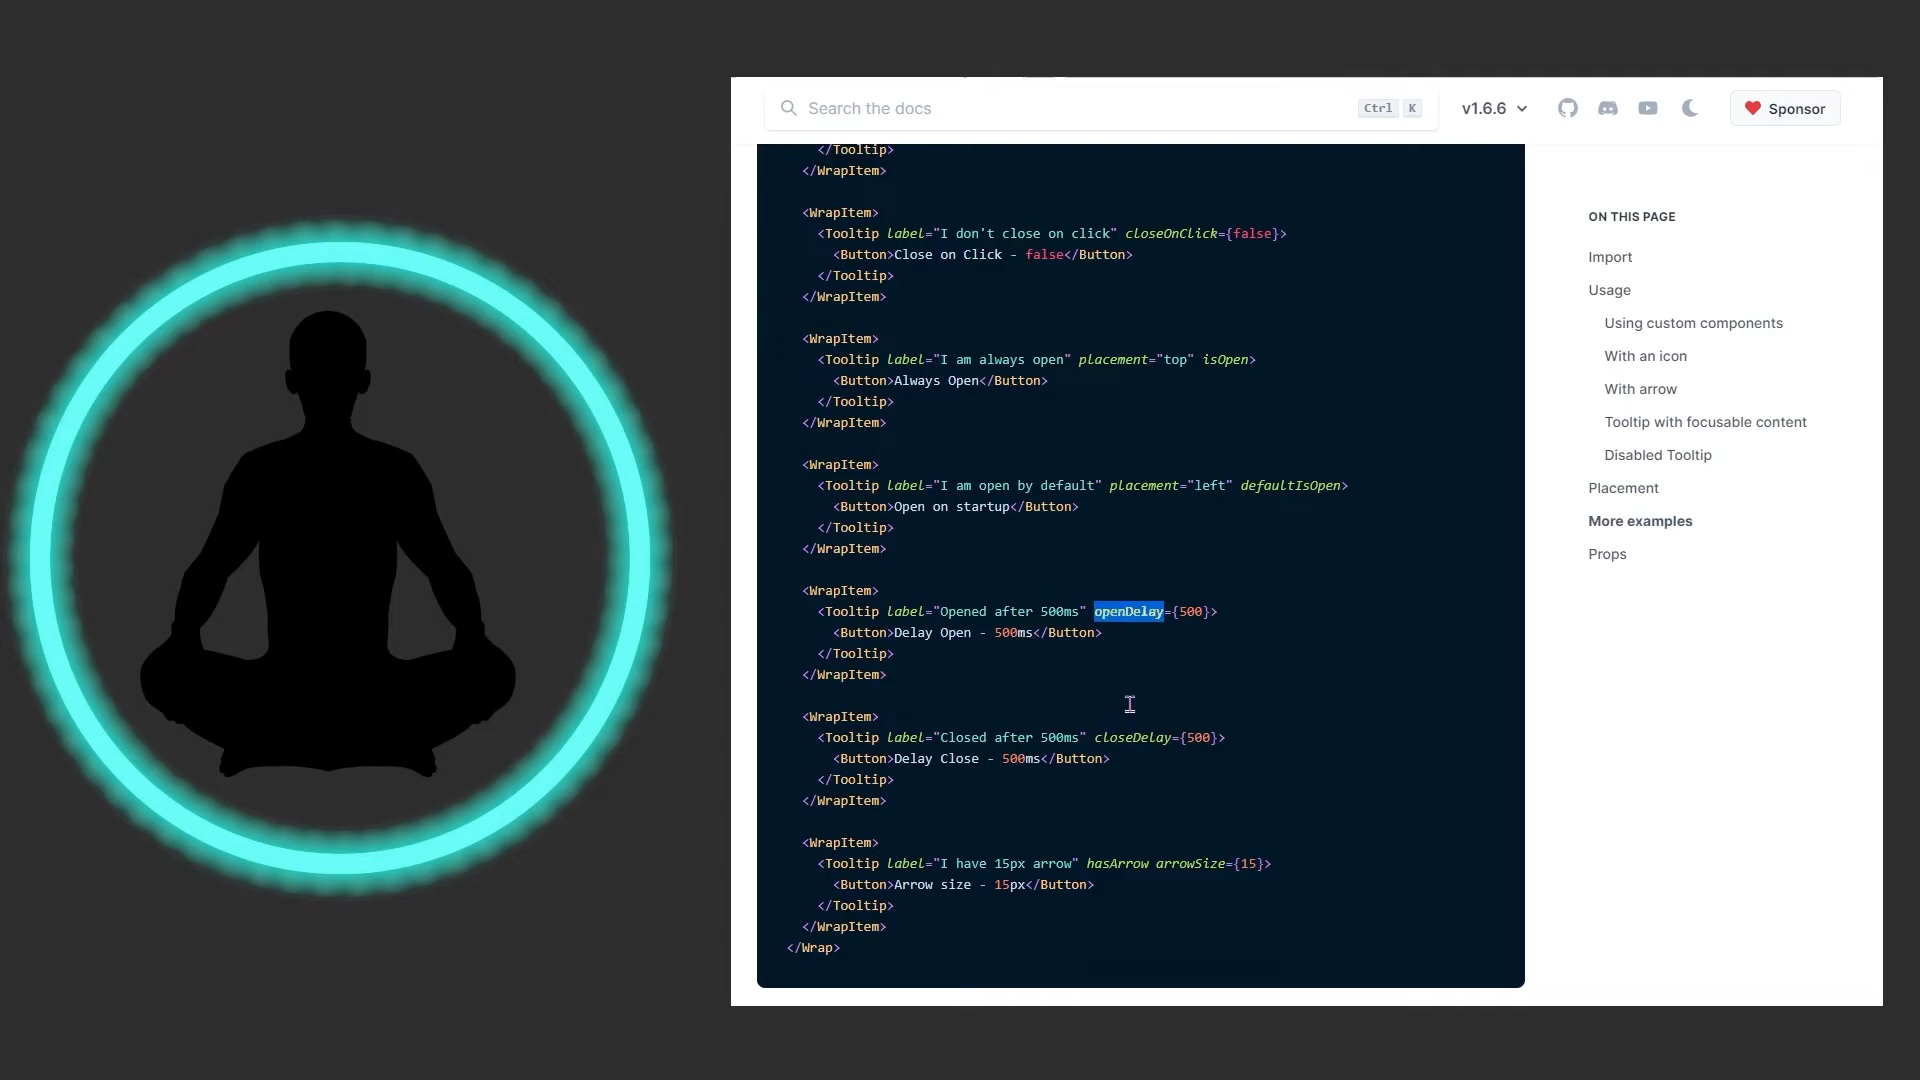 Search the docs
Ctrl K
v1.6.6
Sponsor
</Tooltip>
</WrapItem>
<WrapItem>
<Tooltip label="I don't close on click" closeOnClick={false}>
<Button>Close on Click - false</Button>
</Tooltip>
</WrapItem>
<WrapItem>
<Tooltip label="I am always open" placement="top" isOpen>
<Button>Always Open</Button>
</Tooltip>
</WrapItem>
<WrapItem>
<Tooltip label="I am open by default" placement="left" defaultIsOpen>
<Button>Open on startup</Button>
</Tooltip>
</WrapItem>
<WrapItem>
<Tooltip label="Opened after 500ms" openDelay={500}>
<Button>Delay Open - 500ms</Button>
</Tooltip>
</WrapItem>
<WrapItem>
<Tooltip label="Closed after 500ms" closeDelay={500}>
<Button>Delay Close - 500ms</Button>
</Tooltip>
</WrapItem>
<WrapItem>
<Tooltip label="I have 15px arrow" hasArrow arrowSize={15}>
<Button>Arrow size - 15px</Button>
</Tooltip>
</WrapItem>
</Wrap>
ON THIS PAGE
Import
Usage
Using custom components
With an icon
With arrow
Tooltip with focusable content
Disabled Tooltip
Placement
More examples
Props